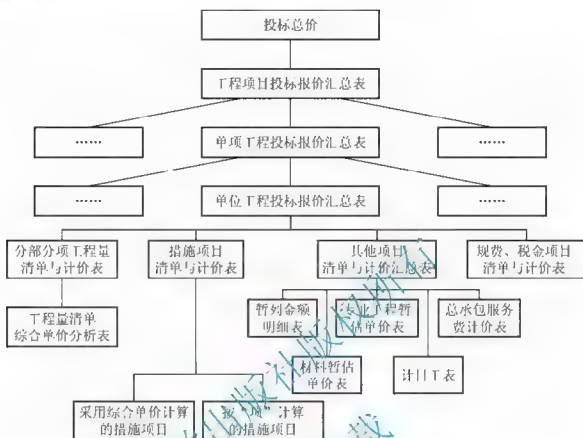 投标总价
工程项目投标报价汇总表
……
单项工程投标报价汇总表
……
……
单位工程投标报价汇总表
……
分部分项工程量
清单与计价表
措施项目
清单与计价表
其他项目
清单与计价汇总表
规费、税金项目
清单与计价表
工程量清单
综合单价分析表
暂列金额
明细表
专业工程暂
估单价表
总承包服务
费计价表
材料暂估
单价表
计日工表
采用综合单价计算
的措施项目
按“项”计算
的措施项目